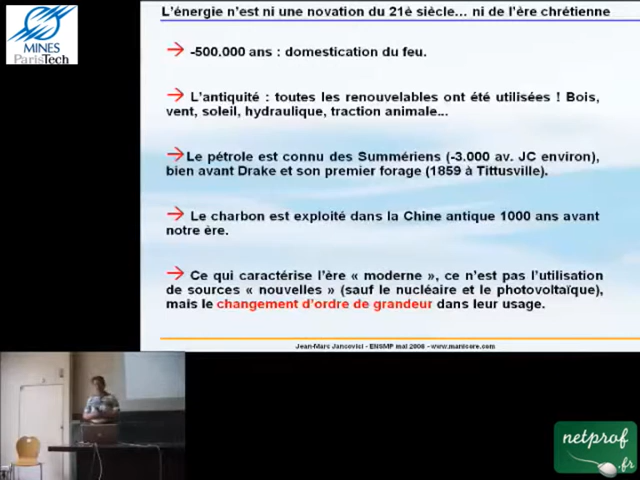 MINES
ParisTech
L'énergie n'est ni une novation du 21è siècle... ni de l'ère chrétienne
→ -500.000 ans : domestication du feu.
→ L'antiquité : toutes les renouvelables ont été utilisées ! Bois,
vent, soleil, hydraulique, traction animale...
→ Le pétrole est connu des Summériens (-3.000 av. JC environ),
bien avant Drake et son premier forage (1859 à Tittusville).
→ Le charbon est exploité dans la Chine antique 1000 ans avant
notre ère.
→ Ce qui caractérise l'ère « moderne », ce n'est pas l'utilisation
de sources « nouvelles » (sauf le nucléaire et le photovoltaïque),
mais le changement d'ordre de grandeur dans leur usage.
Jean-Marc Jancovici - ENSMP mai 2008 - www.manicore.com
netprof
.fr